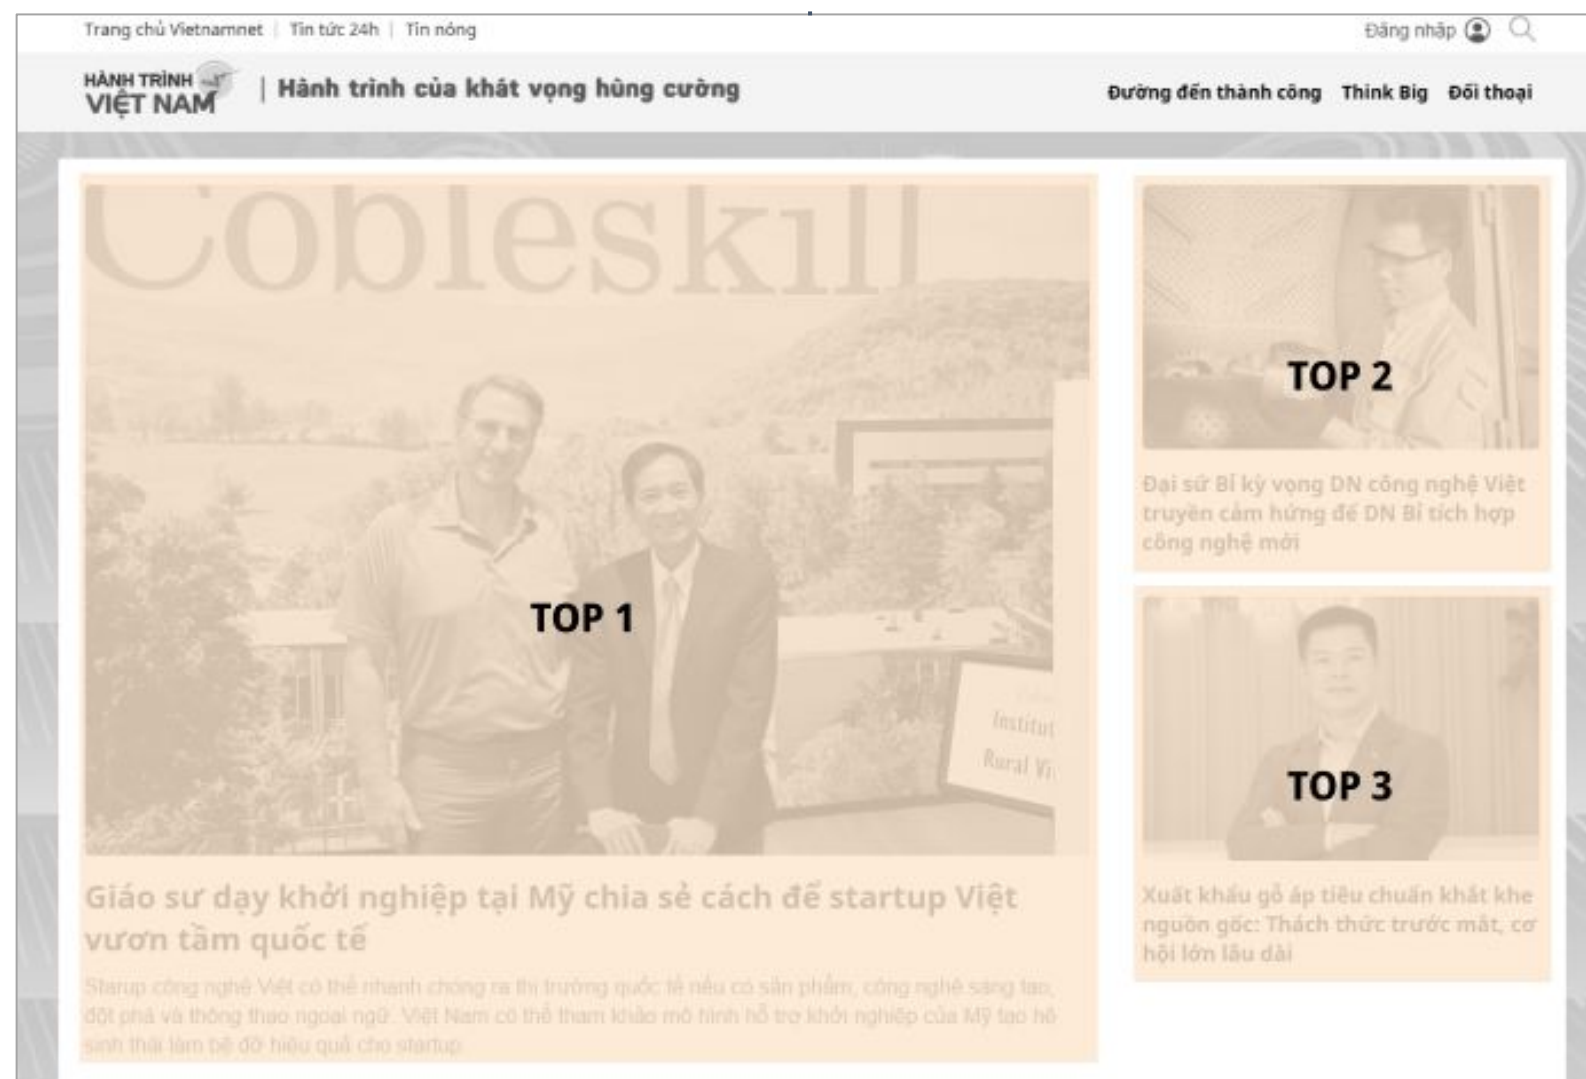 Trang chủ Vietnamnet | Tin tức 24h | Tin nóng
Đăng nhập
HÀNH TRÌNH
VIỆT NAM
| Hành trình của khát vọng hùng cường
Đường đến thành công Think Big Đối thoại
Cobleskill
Institut
Rural Vi
TOP 1
Giáo sư dạy khởi nghiệp tại Mỹ chia sẻ cách để startup Việt
vươn tầm quốc tế
Starup công nghệ Việt có thể nhanh chóng ra thị trường quốc tế nếu có sản phẩm, công nghệ sáng tạo,
đột phá và thông thạo ngoại ngữ. Việt Nam có thể tham khảo mô hình hỗ trợ khởi nghiệp của Mỹ tạo hệ
sinh thái làm bệ đỡ hiệu quả cho startup.
TOP 2
Đại sứ Bỉ kỳ vọng DN công nghệ Việt
truyền cảm hứng để DN Bỉ tích hợp
công nghệ mới
TOP 3
Xuất khẩu gỗ áp tiêu chuẩn khắt khe
nguồn gốc: Thách thức trước mắt, cơ
hội lớn lâu dài